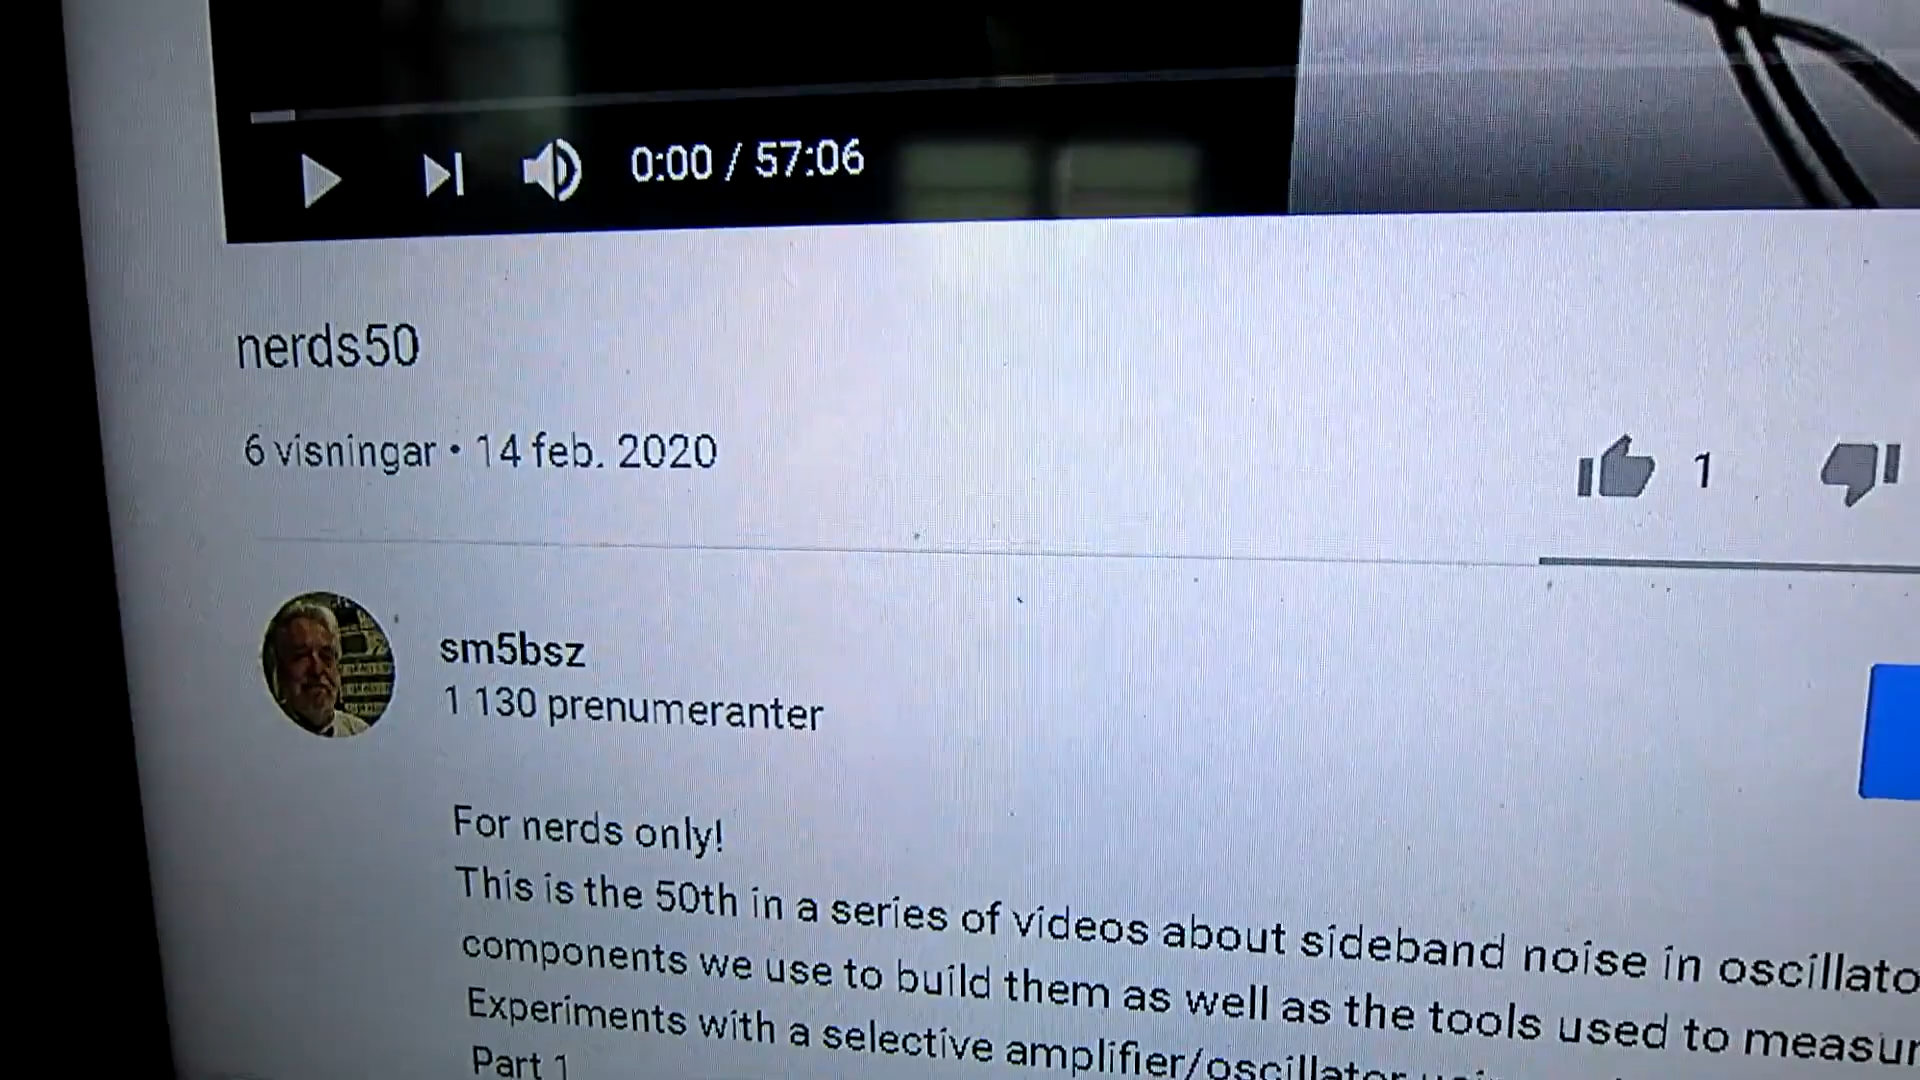 0:00 / 57:06
nerds50
6 visningar • 14 feb. 2020
1
sm5bsz
1 130 prenumeranter
For nerds only!
This is the 50th in a series of videos about sideband noise in
components we use to build them as well as the tools used to
Experiments with a selective amplifier/oscillator
Part 1